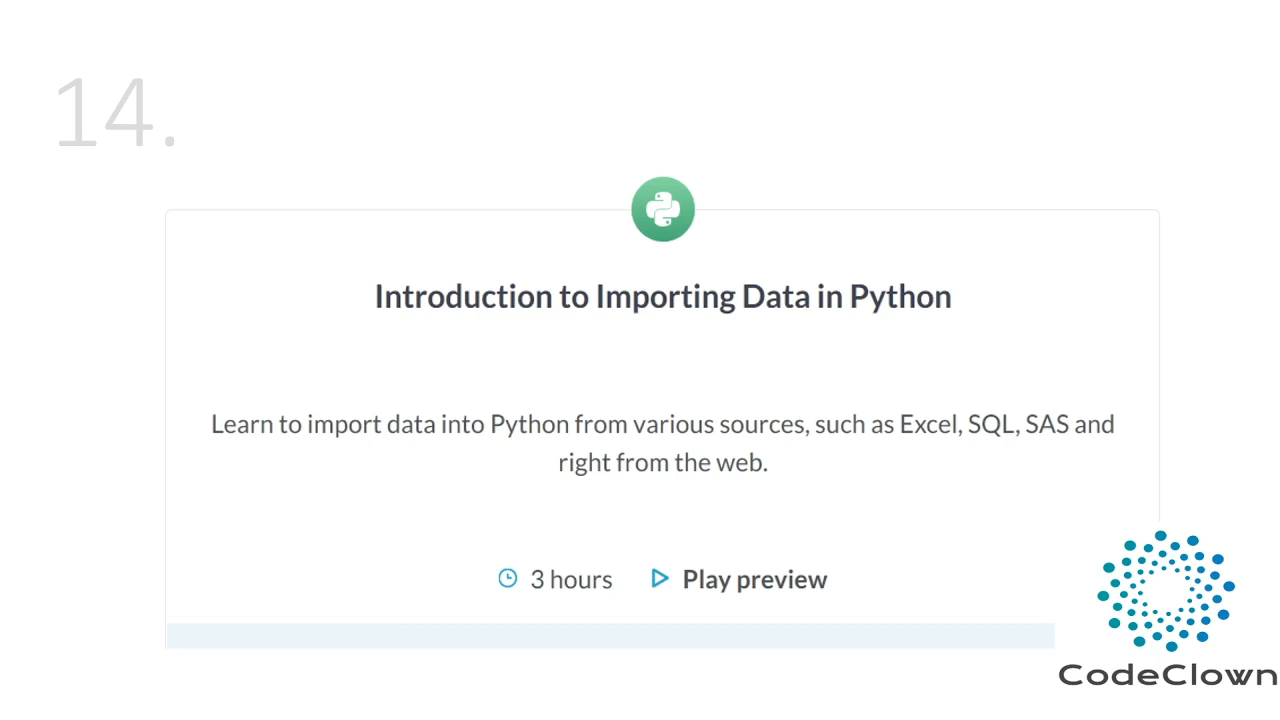 14.
Introduction to Importing Data in Python
Learn to import data into Python from various sources, such as Excel, SQL, SAS and
right from the web.
3 hours Play preview
CodeClown